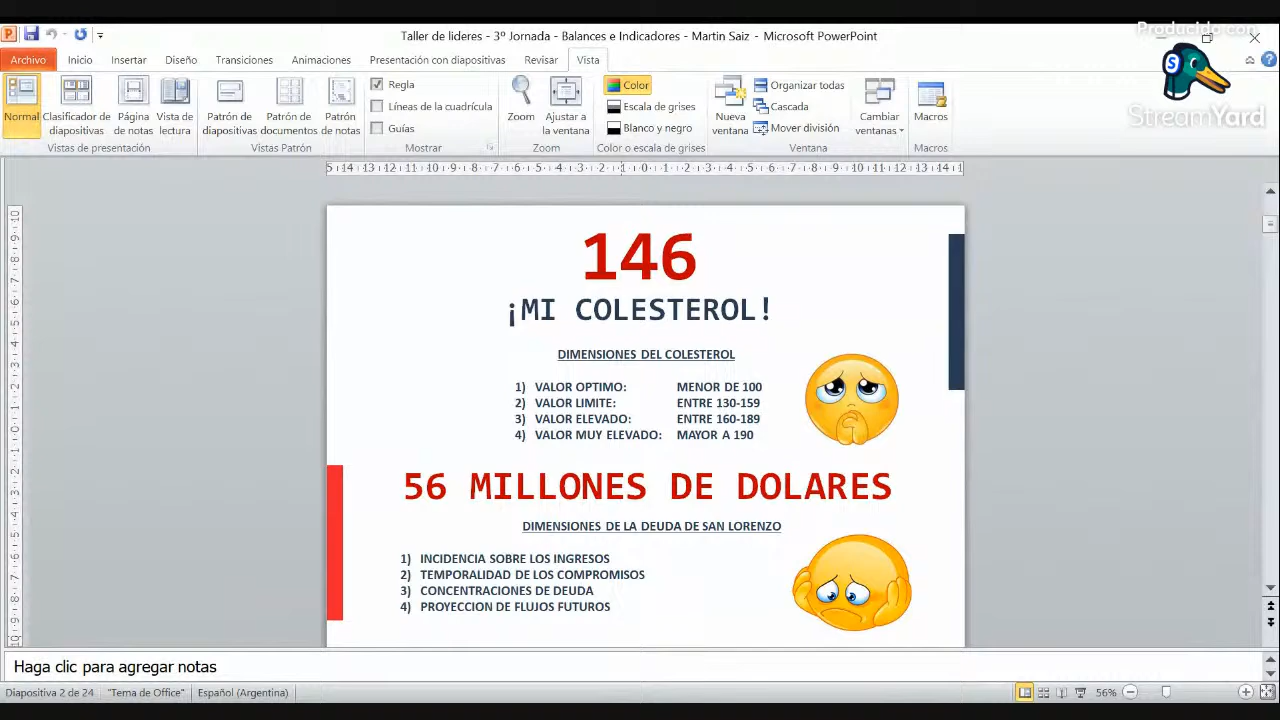 Producido con
StreamYard
Taller de lideres - 3º Jornada - Balances e Indicadores - Martin Saiz - Microsoft PowerPoint
Archivo Inicio Insertar Diseño Transiciones Animaciones Presentación con diapositivas Revisar Vista
Normal
Clasificador de diapositivas
Página de notas
Vista de lectura
Vistas de presentación
Patrón de diapositivas
Patrón de documentos
Patrón de notas
Vistas Patrón
Regla
Líneas de la cuadrícula
Guías
Mostrar
Zoom
Ajustar a la ventana
Zoom
Color
Escala de grises
Blanco y negro
Color o escala de grises
Nueva ventana
Organizar todas
Cascada
Mover división
Cambiar ventanas
Ventana
Macros
Macros
146
¡MI COLESTEROL!
DIMENSIONES DEL COLESTEROL
1) VALOR OPTIMO: MENOR DE 100
2) VALOR LIMITE: ENTRE 130-159
3) VALOR ELEVADO: ENTRE 160-189
4) VALOR MUY ELEVADO: MAYOR A 190
56 MILLONES DE DOLARES
DIMENSIONES DE LA DEUDA DE SAN LORENZO
1) INCIDENCIA SOBRE LOS INGRESOS
2) TEMPORALIDAD DE LOS COMPROMISOS
3) CONCENTRACIONES DE DEUDA
4) PROYECCION DE FLUJOS FUTUROS
Haga clic para agregar notas
Diapositiva 2 de 24 "Tema de Office" Español (Argentina) 56%